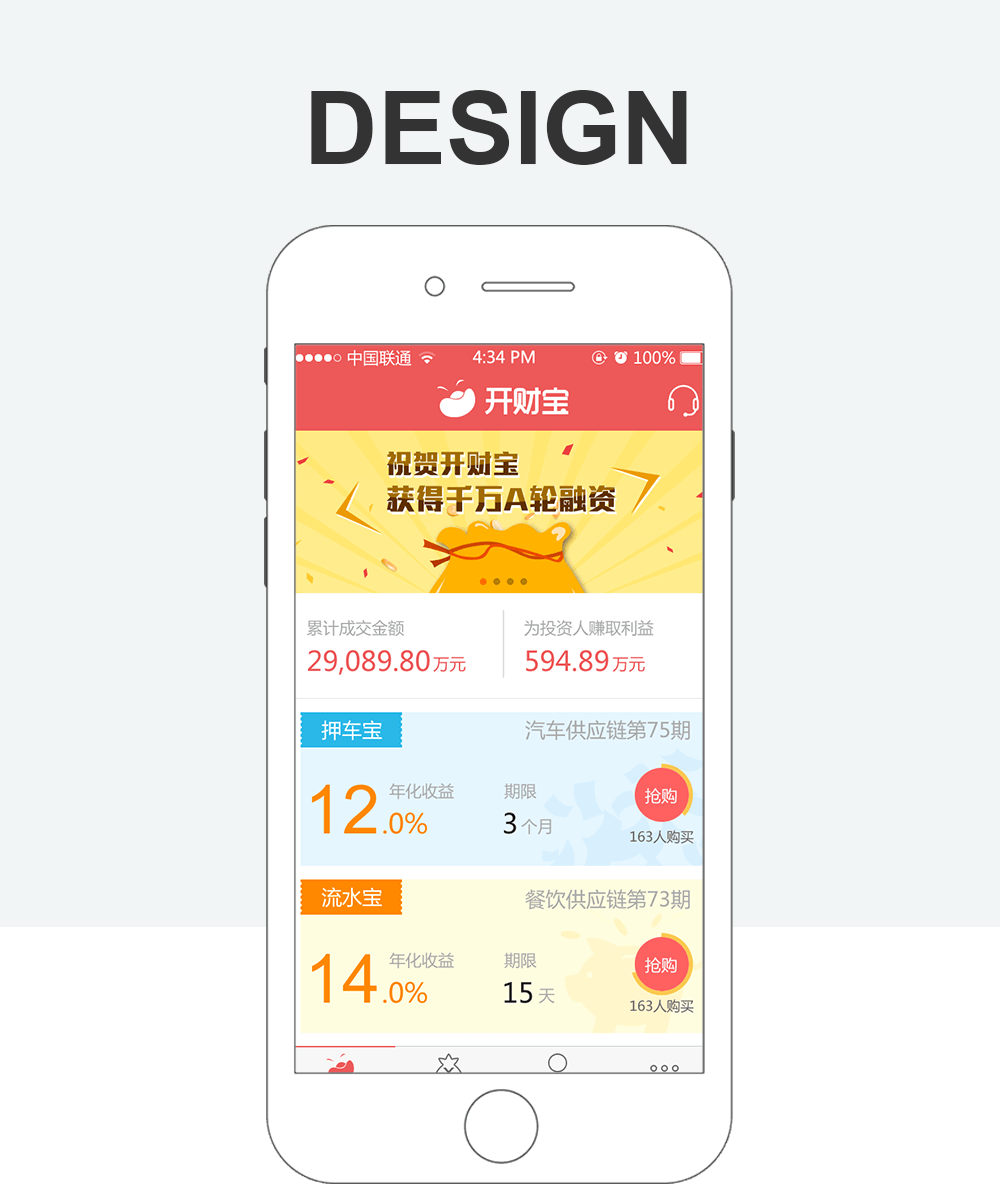 DESIGN
中国联通 4:34 PM 100%
开财宝
祝贺开财宝
获得千万A轮融资
累计成交金额 为投资人赚取利益
29,089.80万元 594.89万元
押车宝 汽车供应链第75期
年化收益 期限
12.0% 3个月 抢购
163人购买
流水宝 餐饮供应链第73期
年化收益 期限
14.0% 15天 抢购
163人购买